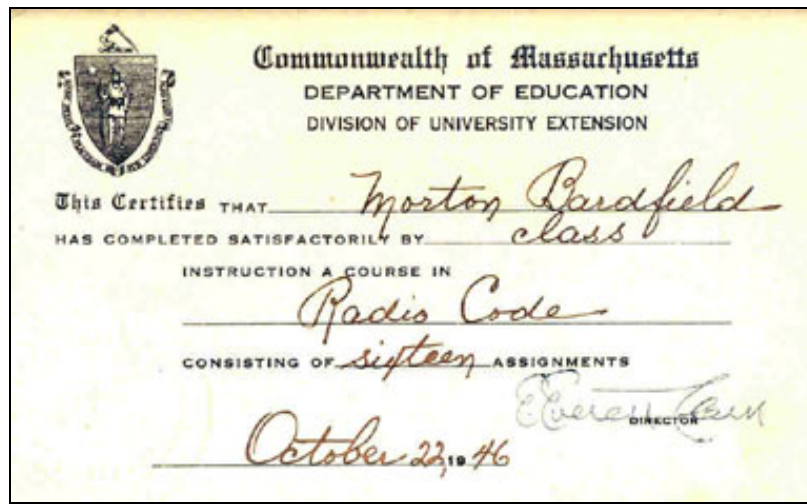 Commonwealth of Massachusetts
DEPARTMENT OF EDUCATION
DIVISION OF UNIVERSITY EXTENSION
This Certifies THAT Morton Bardfield
HAS COMPLETED SATISFACTORILY BY class
INSTRUCTION A COURSE IN
Radio Code
CONSISTING OF sixteen ASSIGNMENTS
DIRECTOR
October 22, 1946